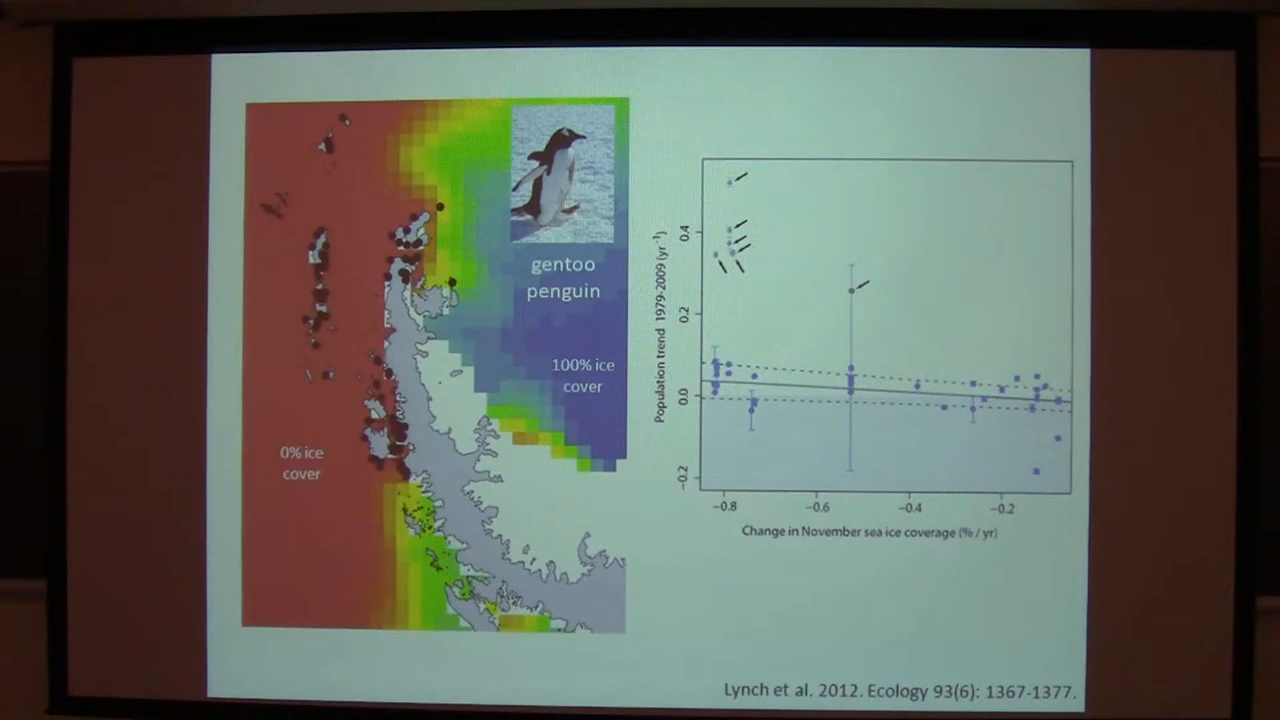 gentoo
penguin
100% ice
cover
0% ice
cover
Population trend 1979-2009 (yr⁻¹)
0.4
0.2
0.0
−0.2
−0.8
−0.6
−0.4
−0.2
Change in November sea ice coverage (% / yr)
Lynch et al. 2012. Ecology 93(6): 1367-1377.